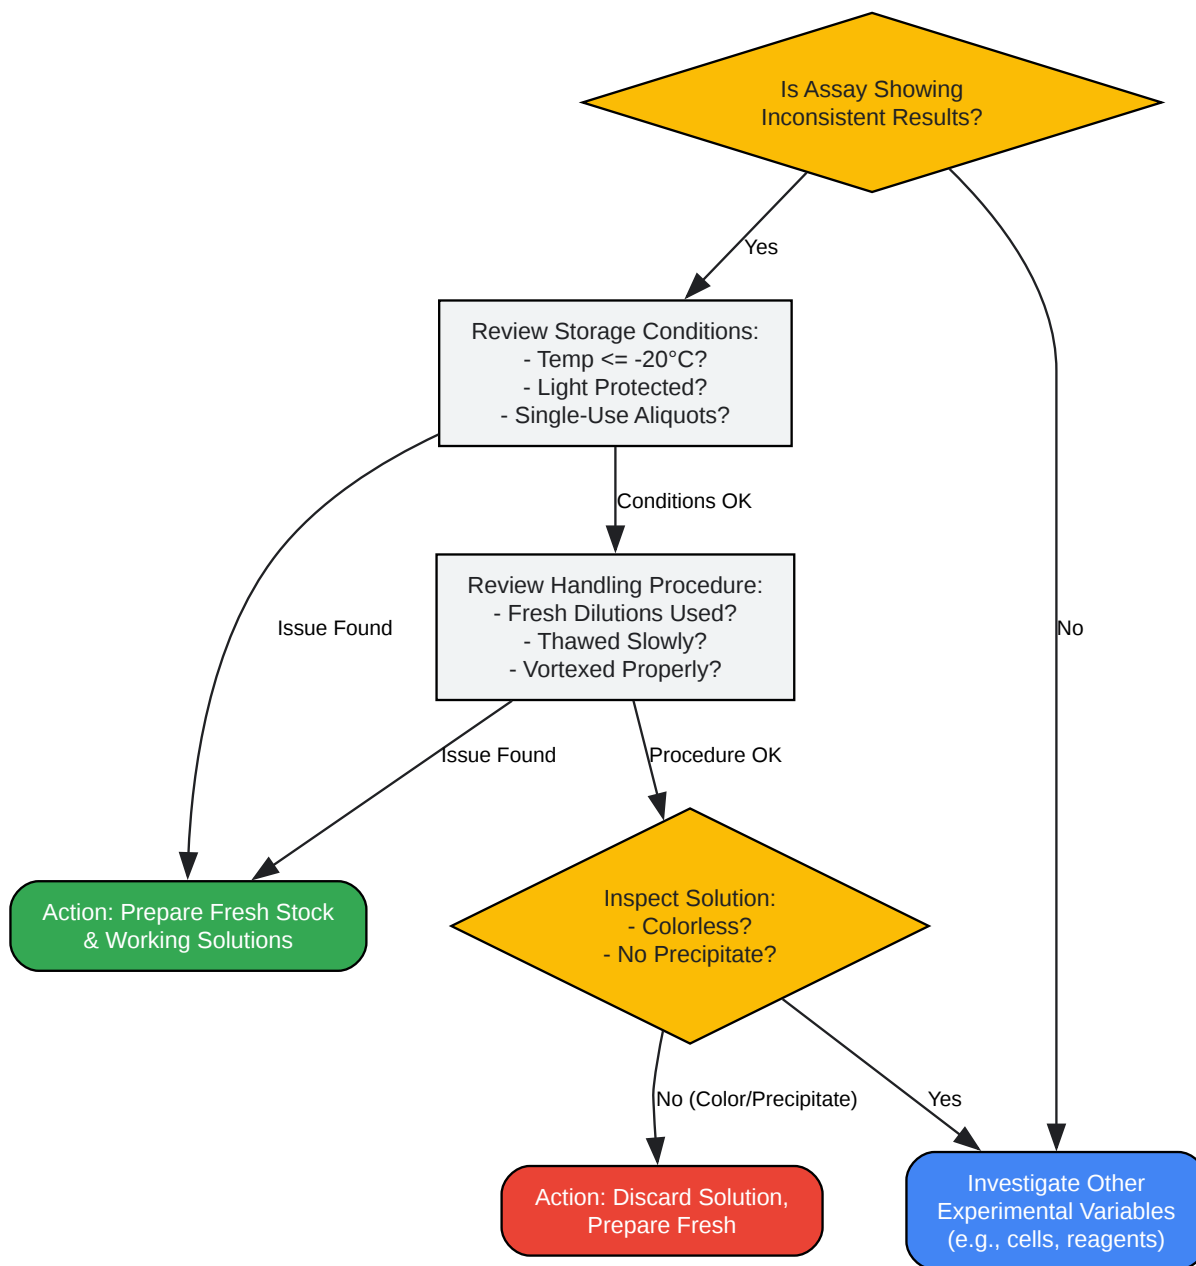 Is Assay Showing
Inconsistent Results?
Yes
Review Storage Conditions:
- Temp <= -20°C?
- Light Protected?
- Single-Use Aliquots?
Conditions OK
Review Handling Procedure:
- Fresh Dilutions Used?
- Thawed Slowly?
- Vortexed Properly?
Issue Found
No
Issue Found
Procedure OK
Inspect Solution:
- Colorless?
- No Precipitate?
Action: Prepare Fresh Stock
& Working Solutions
No (Color/Precipitate)
Yes
Action: Discard Solution,
Prepare Fresh
Investigate Other
Experimental Variables
(e.g., cells, reagents)